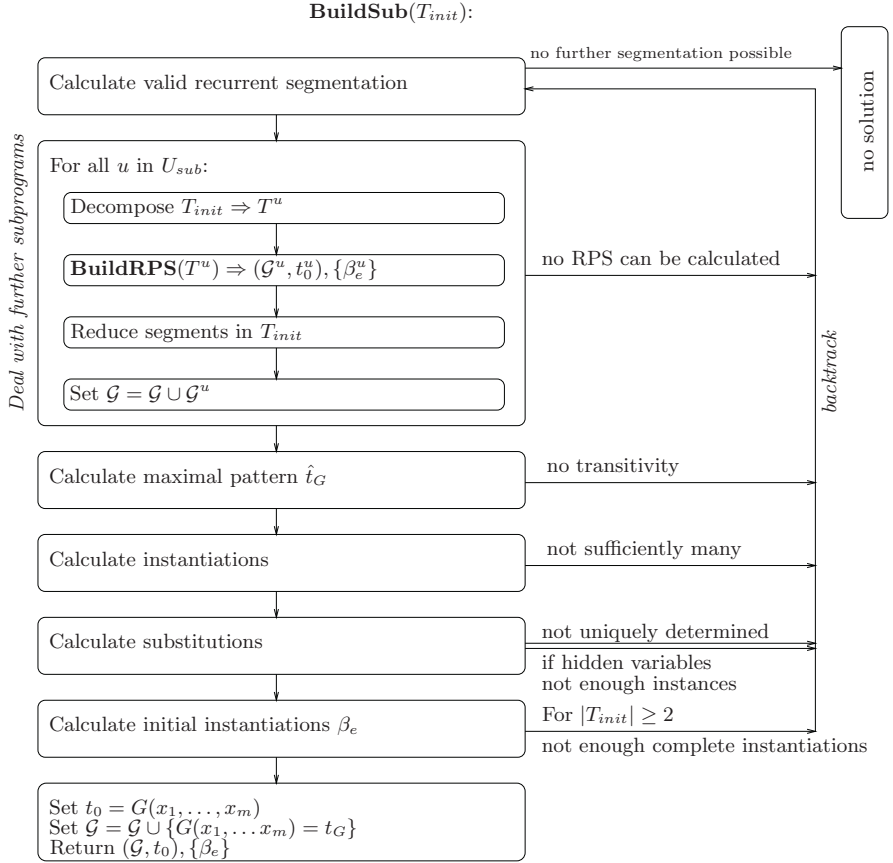 BuildSub(T_init):
no further segmentation possible
Calculate valid recurrent segmentation
no solution
Deal with further subprograms
For all u in U_sub:
Decompose T_init ⇒ T^u
BuildRPS(T^u) ⇒ (𝒢^u, t_0^u), {β_e^u}
no RPS can be calculated
Reduce segments in T_init
Set 𝒢 = 𝒢 ∪ 𝒢^u
backtrack
Calculate maximal pattern t̂_G
no transitivity
Calculate instantiations
not sufficiently many
Calculate substitutions
not uniquely determined
if hidden variables
not enough instances
Calculate initial instantiations β_e
For |T_init| ≥ 2
not enough complete instantiations
Set t_0 = G(x_1, . . . , x_m)
Set 𝒢 = 𝒢 ∪ {G(x_1, . . . x_m) = t_G}
Return (𝒢, t_0), {β_e}